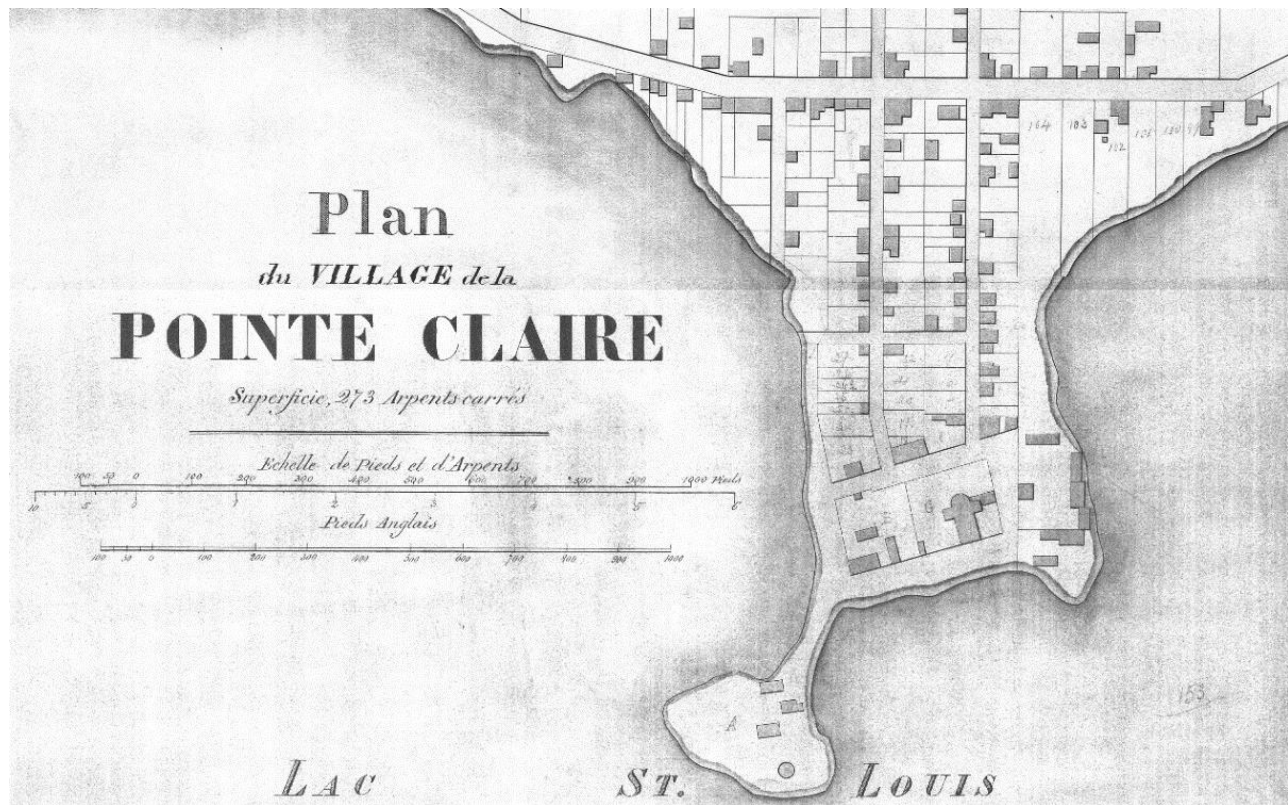 Plan
du VILLAGE de la
POINTE CLAIRE
Superficie, 273 Arpents carrés
Echelle de Pieds et d'Arpents
100 50 0 100 200 300 400 500 600 700 800 900 1000 Pieds
10 5 0 1 2 3 4 5 6
Pieds Anglais
100 50 0 100 200 300 400 500 600 700 800 900 1000
104 103 102
A
153
LAC ST. LOUIS